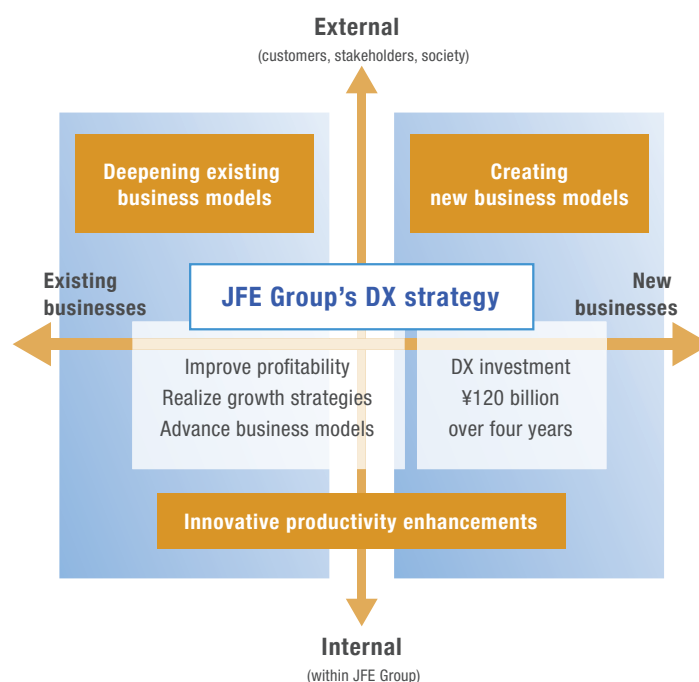 External
(customers, stakeholders, society)
Deepening existing
business models
Creating
new business models
Existing
businesses
JFE Group's DX strategy
New
businesses
Improve profitability
Realize growth strategies
Advance business models
DX investment
¥120 billion
over four years
Innovative productivity enhancements
Internal
(within JFE Group)